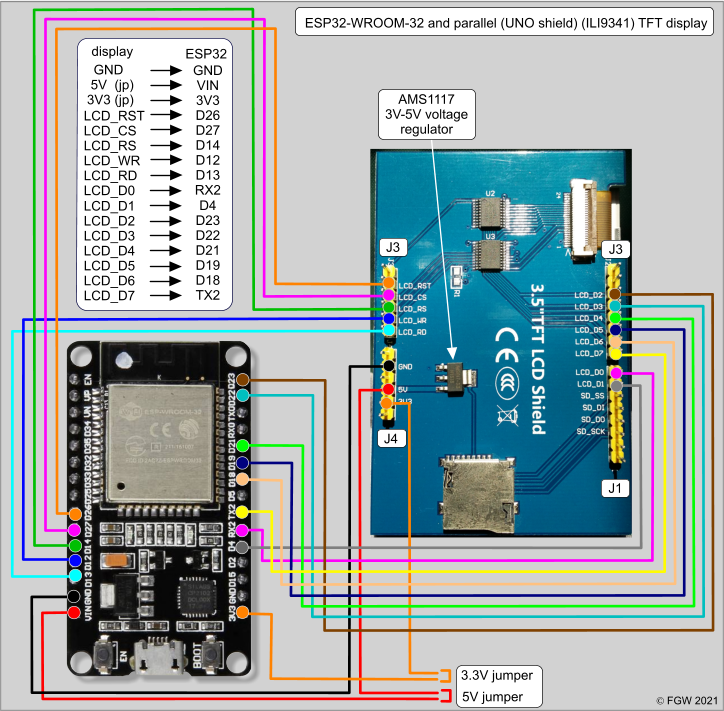 ESP32-WROOM-32 and parallel (UNO shield) (ILI9341) TFT display
display ESP32
GND GND
5V (jp) VIN
3V3 (jp) 3V3
LCD_RST D26
LCD_CS D27
LCD_RS D14
LCD_WR D12
LCD_RD D13
LCD_D0 RX2
LCD_D1 D4
LCD_D2 D23
LCD_D3 D22
LCD_D4 D21
LCD_D5 D19
LCD_D6 D18
LCD_D7 TX2
AMS1117
3V-5V voltage
regulator
U2
U3
R1
J3
J3
LCD_RST
LCD_CS
LCD_RS
LCD_WR
LCD_RD
GND
5V
3V3
J4
3.5"TFT LCD Shield
CE
CCC
LCD_D2
LCD_D3
LCD_D4
LCD_D5
LCD_D6
LCD_D7
LCD_D0
LCD_D1
SD_SS
SD_DI
SD_DO
SD_SCK
J1
EN
UP
UN
D34
D35
D32
D33
D25
D26
D27
D14
D12
D13
GND
VIN
ESP-WROOM-32
D23
D22
TX0
RX0
D21
D19
D18
D5
TX2
RX2
D4
D2
D15
GND
3V3
EN
BOOT
3.3V jumper
5V jumper
© FGW 2021